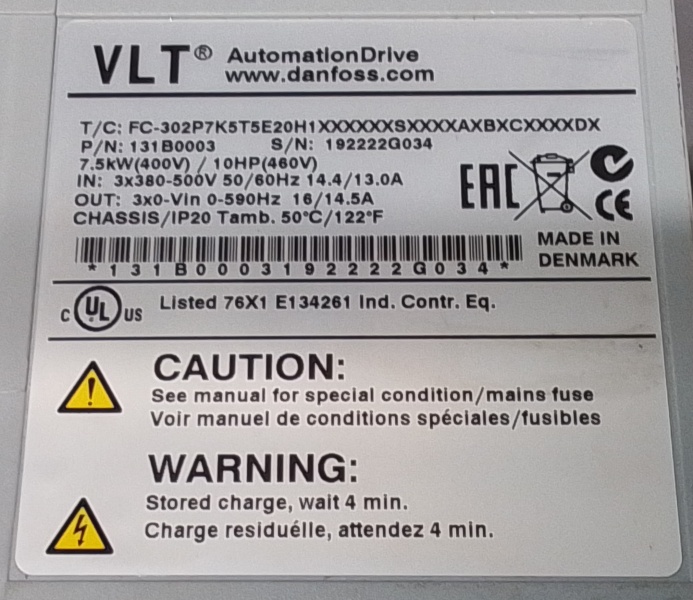 VLT® AutomationDrive
www.danfoss.com
T/C: FC-302P7K5T5E20H1XXXXXXSXXXXAXBXCXXXXDX
P/N: 131B0003 S/N: 192222G034
7.5kW(400V) / 10HP(460V)
IN: 3x380-500V 50/60Hz 14.4/13.0A
OUT: 3x0-Vin 0-590Hz 16/14.5A
CHASSIS/IP20 Tamb. 50°C/122°F
EAC CE
*131B0003192222G034*
MADE IN
DENMARK
c UL US Listed 76X1 E134261 Ind. Contr. Eq.
CAUTION:
See manual for special condition/mains fuse
Voir manuel de conditions spéciales/fusibles
WARNING:
Stored charge, wait 4 min.
Charge residuélle, attendez 4 min.